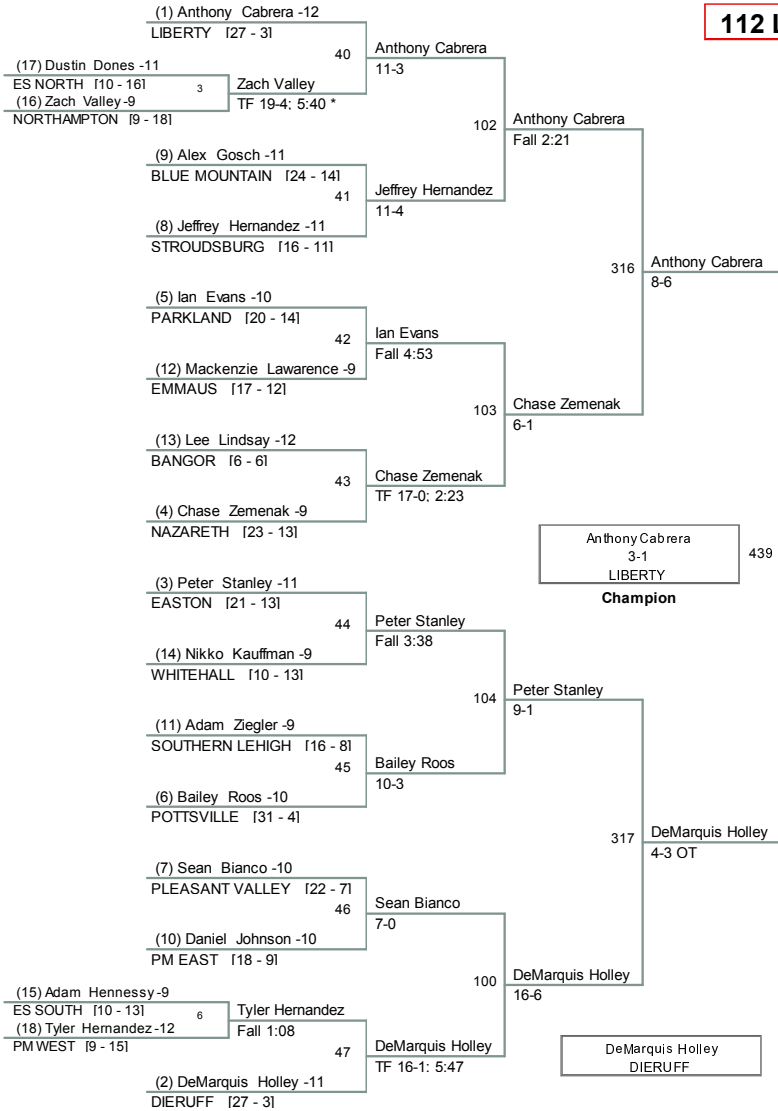 (1) Anthony Cabrera -12
112 L
LIBERTY [27 - 3]
40
Anthony Cabrera
11-3
(17) Dustin Dones -11
ES NORTH [10 - 16]
3
Zach Valley
TF 19-4; 5:40 *
(16) Zach Valley -9
NORTHAMPTON [9 - 18]
102
Anthony Cabrera
Fall 2:21
(9) Alex Gosch -11
BLUE MOUNTAIN [24 - 14]
41
Jeffrey Hernandez
11-4
(8) Jeffrey Hernandez -11
STROUDSBURG [16 - 11]
316
Anthony Cabrera
8-6
(5) Ian Evans -10
PARKLAND [20 - 14]
42
Ian Evans
Fall 4:53
(12) Mackenzie Lawarence -9
EMMAUS [17 - 12]
103
Chase Zemenak
6-1
(13) Lee Lindsay -12
BANGOR [6 - 6]
43
Chase Zemenak
TF 17-0; 2:23
(4) Chase Zemenak -9
NAZARETH [23 - 13]
Anthony Cabrera
3-1
LIBERTY
439
Champion
(3) Peter Stanley -11
EASTON [21 - 13]
44
Peter Stanley
Fall 3:38
(14) Nikko Kauffman -9
WHITEHALL [10 - 13]
104
Peter Stanley
9-1
(11) Adam Ziegler -9
SOUTHERN LEHIGH [16 - 8]
45
Bailey Roos
10-3
(6) Bailey Roos -10
POTTSVILLE [31 - 4]
317
DeMarquis Holley
4-3 OT
(7) Sean Bianco -10
PLEASANT VALLEY [22 - 7]
46
Sean Bianco
7-0
(10) Daniel Johnson -10
PM EAST [18 - 9]
100
DeMarquis Holley
16-6
(15) Adam Hennessy -9
ES SOUTH [10 - 13]
6
Tyler Hernandez
Fall 1:08
(18) Tyler Hernandez -12
PM WEST [9 - 15]
47
DeMarquis Holley
TF 16-1; 5:47
(2) DeMarquis Holley -11
DIERUFF [27 - 3]
DeMarquis Holley
DIERUFF